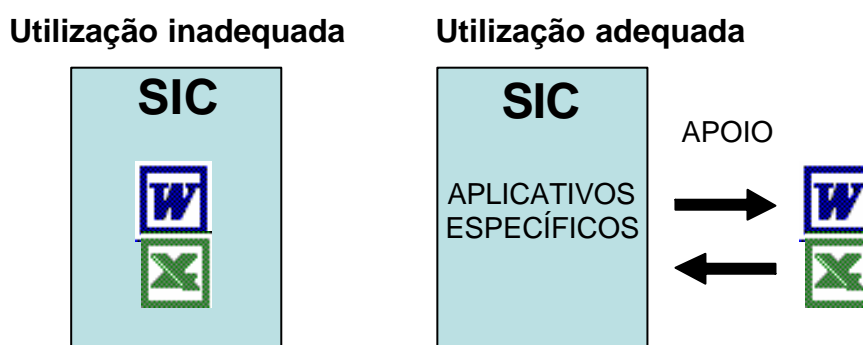 Utilização inadequada
Utilização adequada
SIC
W
X
SIC
APLICATIVOS
ESPECÍFICOS
APOIO
W
X